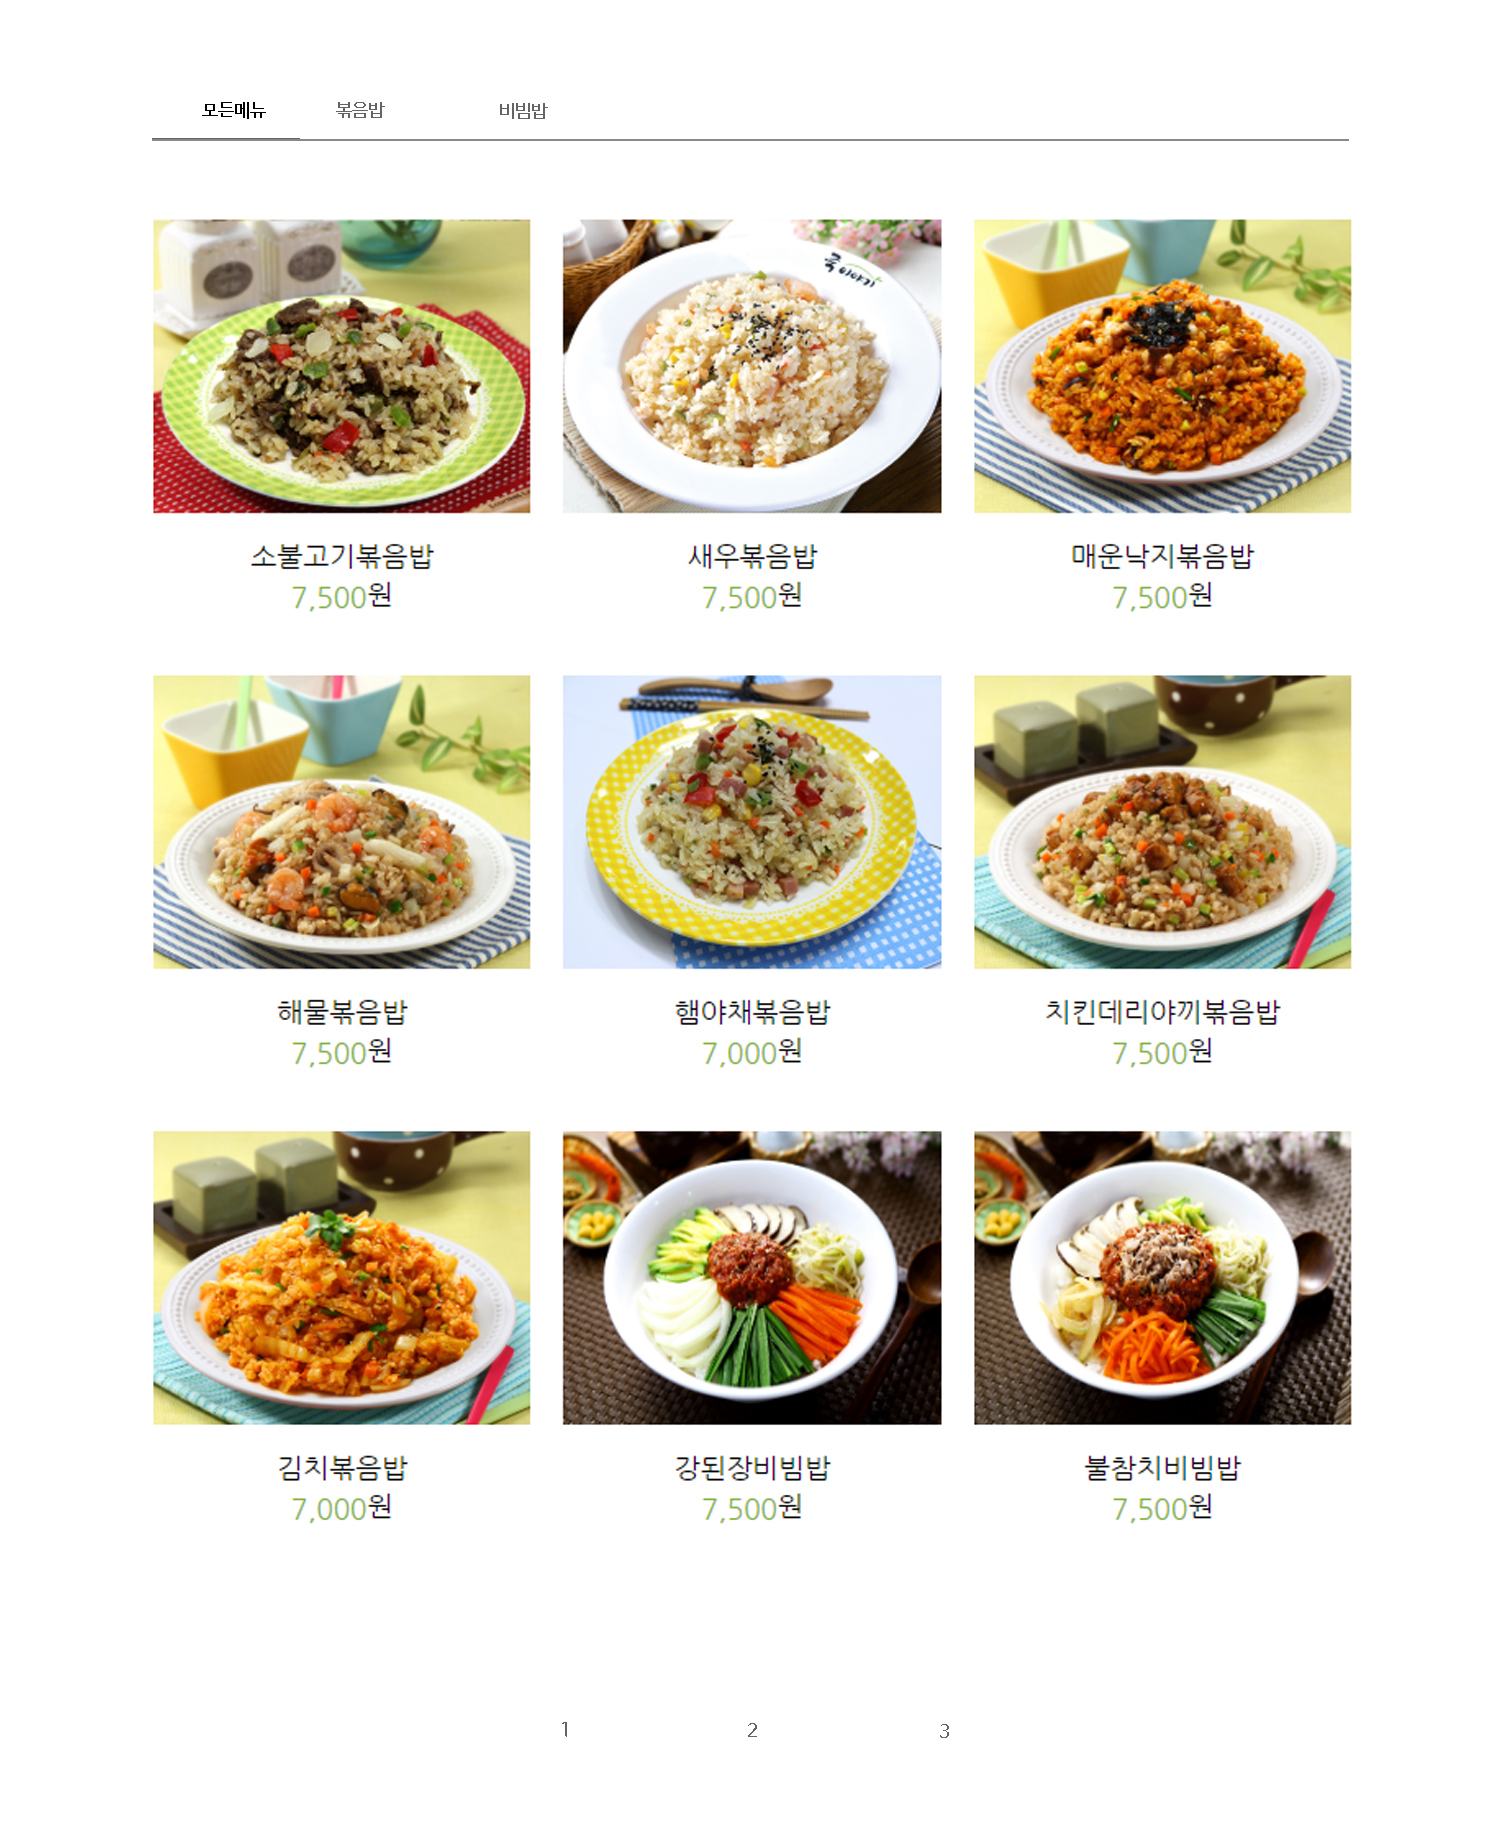 모든메뉴 볶음밥 비빔밥
쿡 이야기
소불고기볶음밥 새우볶음밥 매운낙지볶음밥
7,500원 7,500원 7,500원
해물볶음밥 햄야채볶음밥 치킨데리야끼볶음밥
7,500원 7,000원 7,500원
김치볶음밥 강된장비빔밥 불참치비빔밥
7,000원 7,500원 7,500원
1 2 3